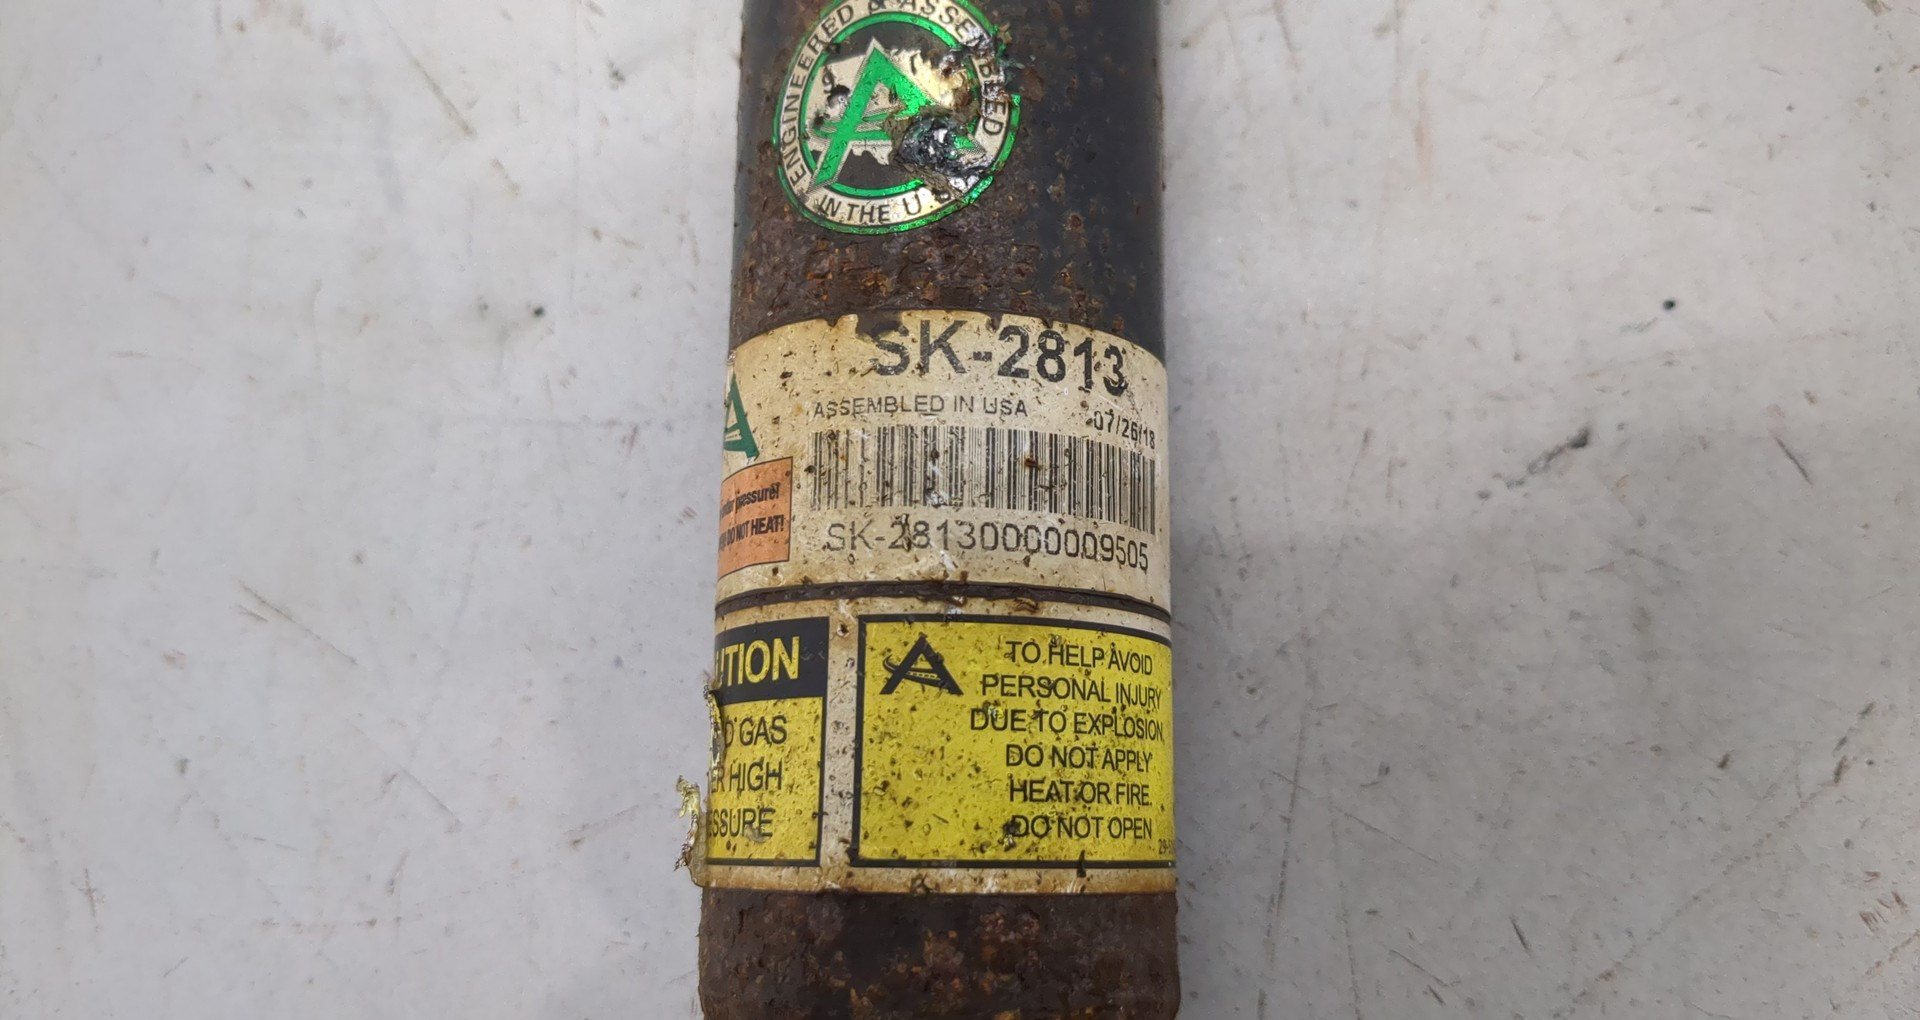 ENGINEERED & ASSEMBLED
IN THE U.S
SK-2813
ASSEMBLED IN USA
07/26/18
pressure!
DO NOT HEAT!
SK-28130000009505
UTION
D GAS
ER HIGH
SSURE
TO HELP AVOID
PERSONAL INJURY
DUE TO EXPLOSION,
DO NOT APPLY
HEAT OR FIRE.
DO NOT OPEN